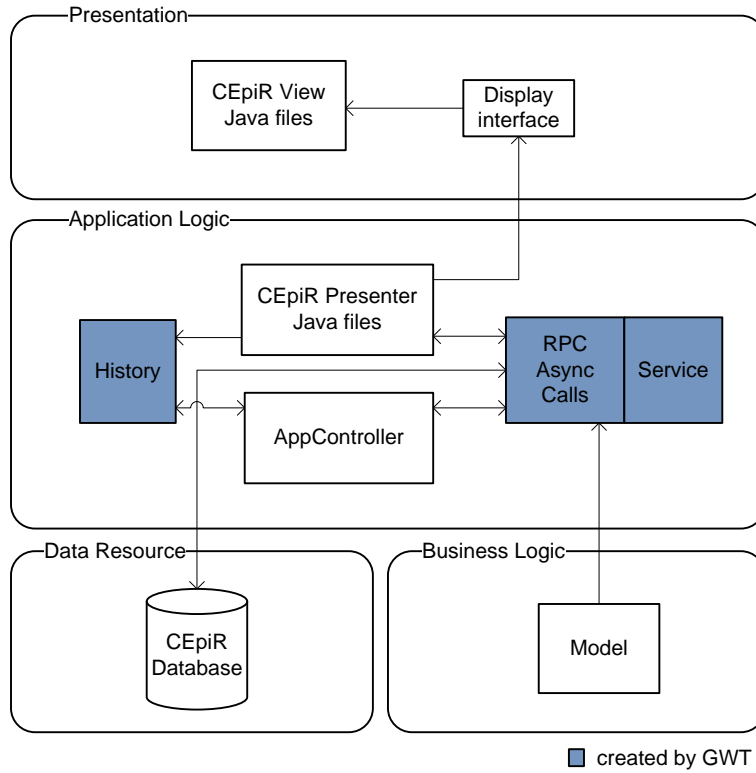 Presentation
CEpiR View
Java files
Display
interface
Application Logic
CEpiR Presenter
Java files
History
RPC
Async
Calls
Service
AppController
Data Resource
CEpiR
Database
Business Logic
Model
created by GWT